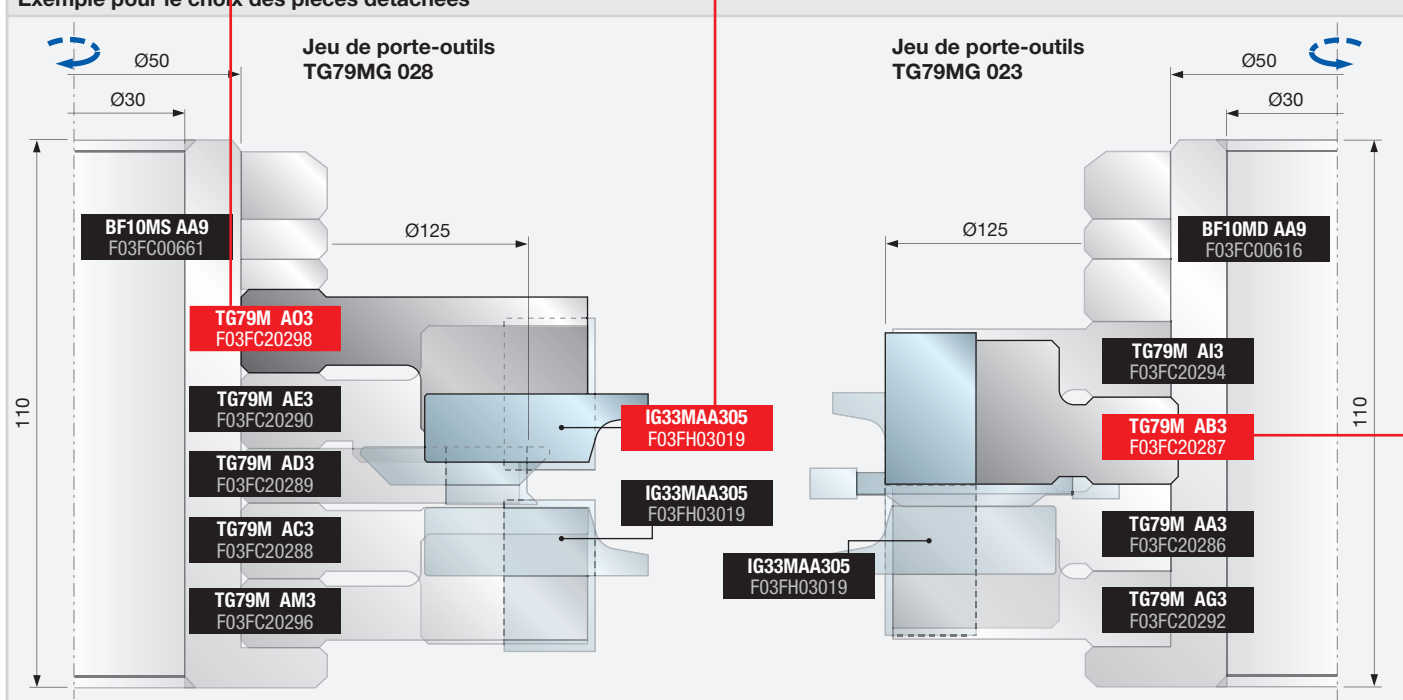 Exemple pour le choix des pièces détachées
Jeu de porte-outils
TG79MG 028
Ø50
Ø30
110
BF10MS AA9
F03FC00661
Ø125
TG79M AO3
F03FC20298
TG79M AE3
F03FC20290
TG79M AD3
F03FC20289
TG79M AC3
F03FC20288
TG79M AM3
F03FC20296
IG33MAA305
F03FH03019
IG33MAA305
F03FH03019
Jeu de porte-outils
TG79MG 023
Ø50
Ø30
110
Ø125
BF10MD AA9
F03FC00616
TG79M AI3
F03FC20294
TG79M AB3
F03FC20287
TG79M AA3
F03FC20286
TG79M AG3
F03FC20292
IG33MAA305
F03FH03019